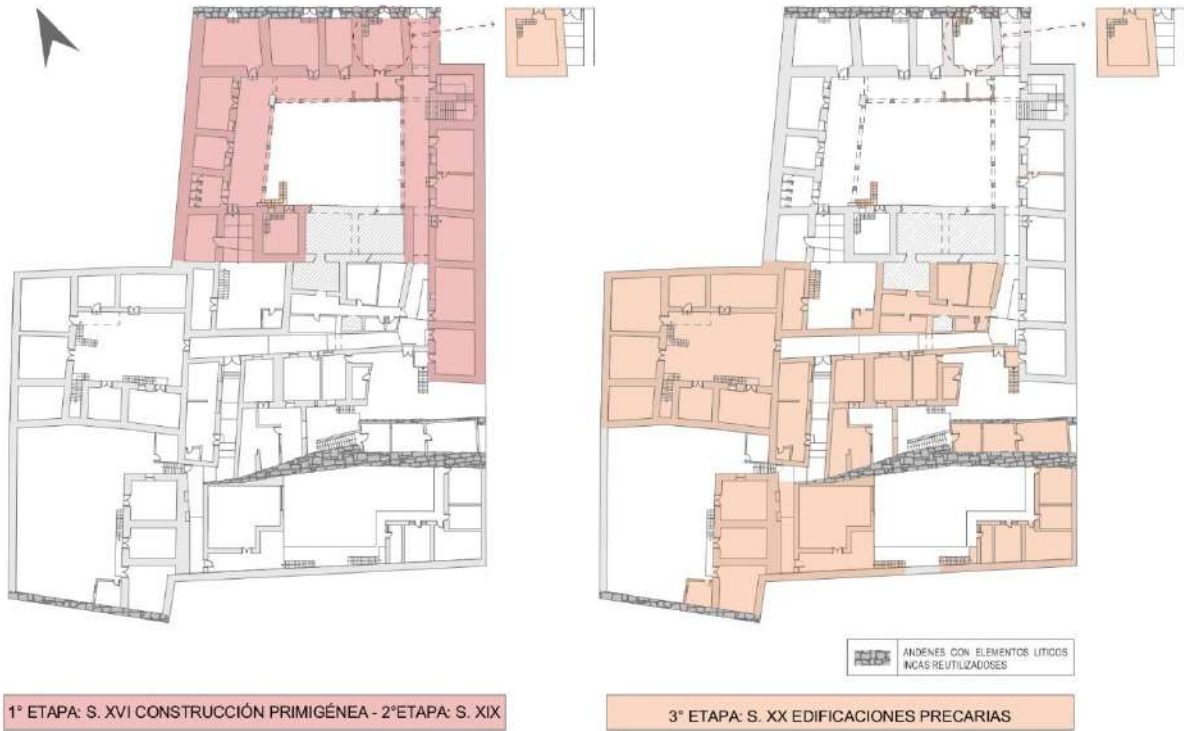 ANDENES CON ELEMENTOS LITICOS
INCAS REUTILIZADOSES
1° ETAPA: S. XVI CONSTRUCCIÓN PRIMIGÉNEA - 2°ETAPA: S. XIX
3° ETAPA: S. XX EDIFICACIONES PRECARIAS